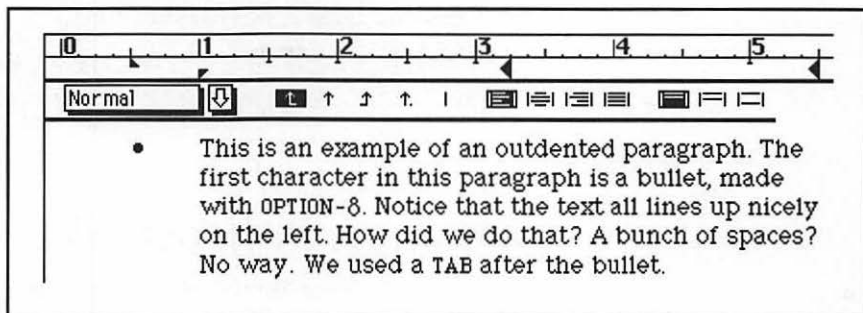 0 1 2 3 4 5
Normal
• This is an example of an outdented paragraph. The
first character in this paragraph is a bullet, made
with OPTION-8. Notice that the text all lines up nicely
on the left. How did we do that? A bunch of spaces?
No way. We used a TAB after the bullet.